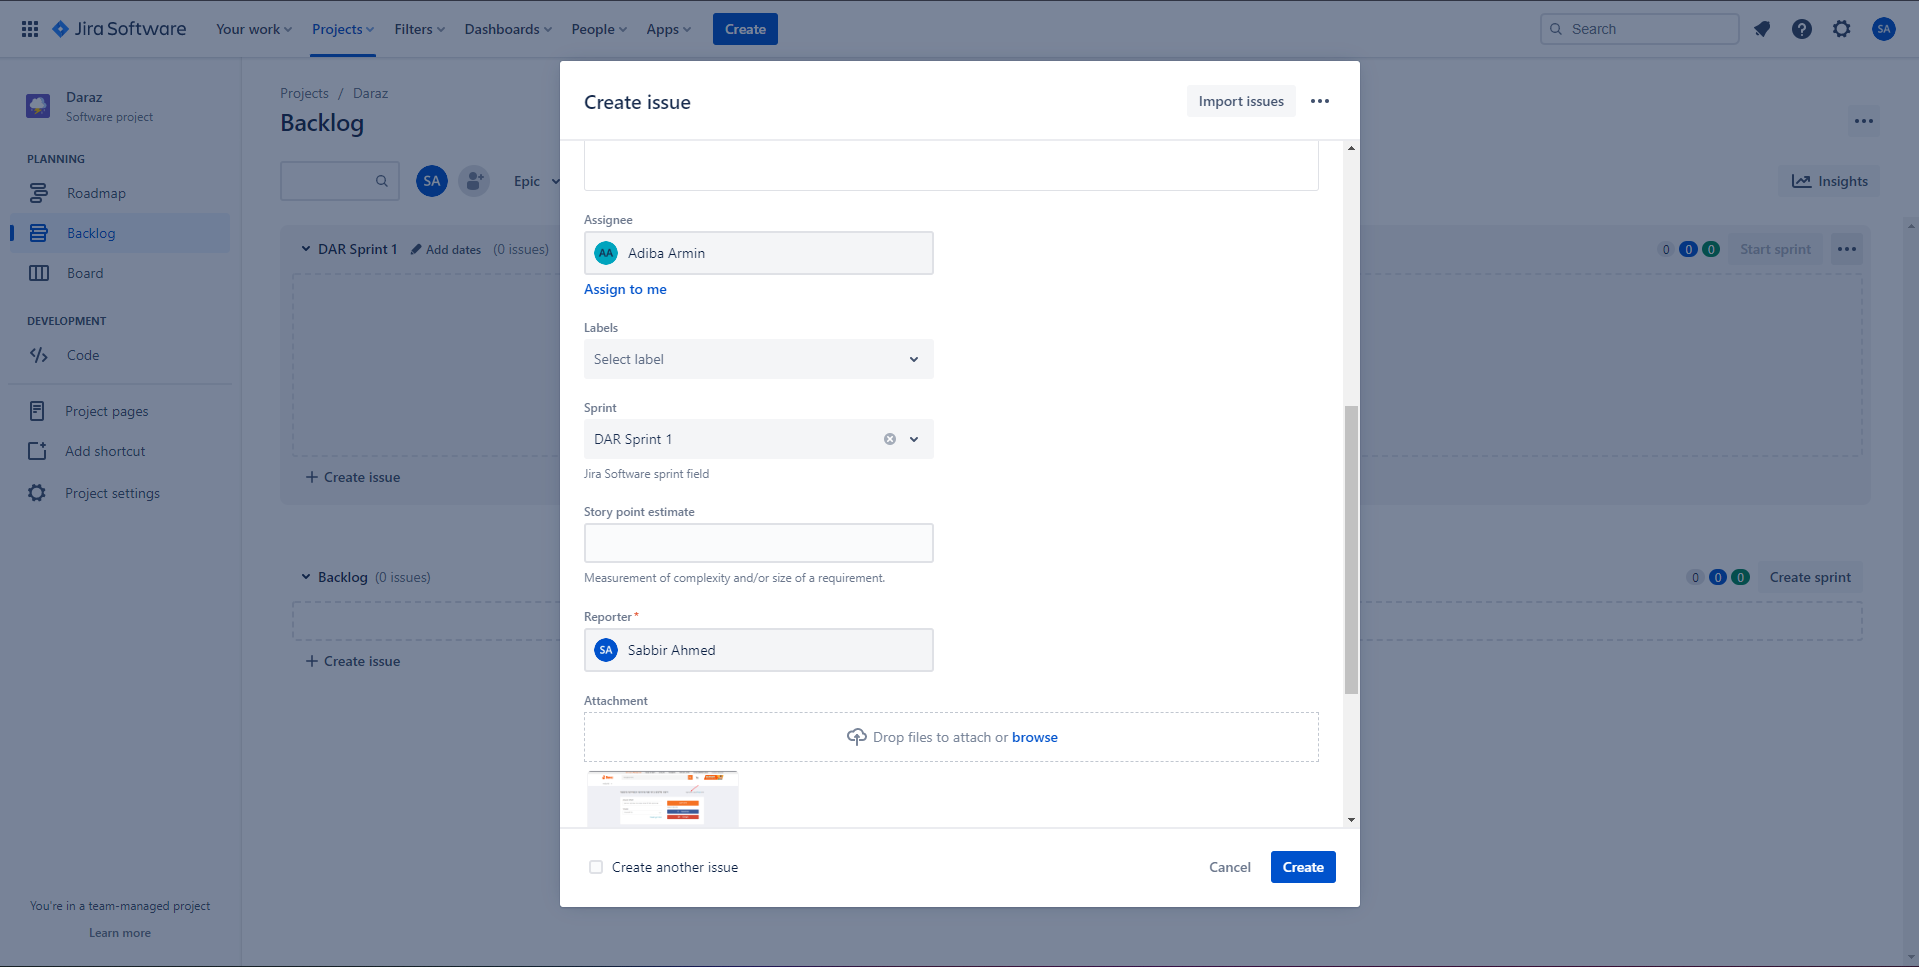 Jira Software Your work Projects Filters Dashboards People Apps Create Search SA
Daraz
Software project
PLANNING
Roadmap
Backlog
Board
DEVELOPMENT
Code
Project pages
Add shortcut
Project settings
You're in a team-managed project
Learn more
Projects / Daraz
Backlog
SA Epic Insights
DAR Sprint 1 Add dates (0 issues) 0 0 0 Start sprint
+ Create issue
Backlog (0 issues) 0 0 0 Create sprint
+ Create issue
Create issue Import issues
Assignee
AA Adiba Armin
Assign to me
Labels
Select label
Sprint
DAR Sprint 1
Jira Software sprint field
Story point estimate
Measurement of complexity and/or size of a requirement.
Reporter*
SA Sabbir Ahmed
Attachment
Drop files to attach or browse
Create another issue Cancel Create